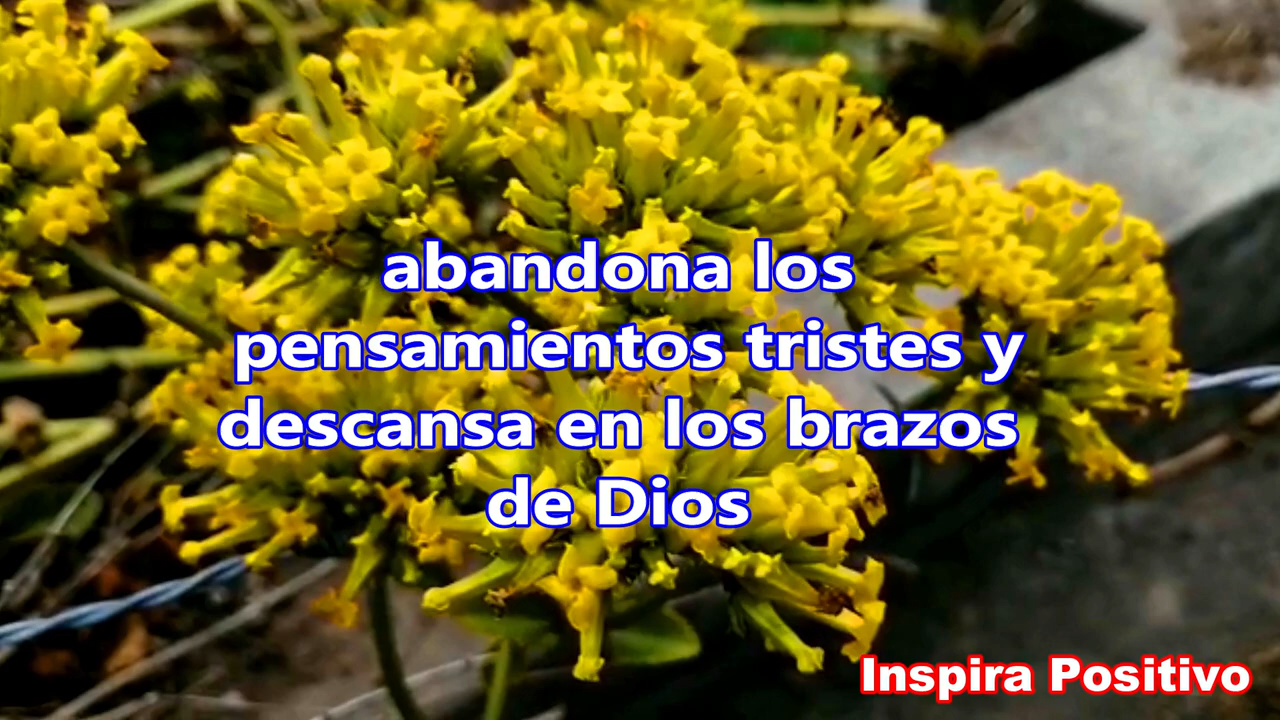 abandona los
pensamientos tristes y
descansa en los brazos
de Dios
Inspira Positivo